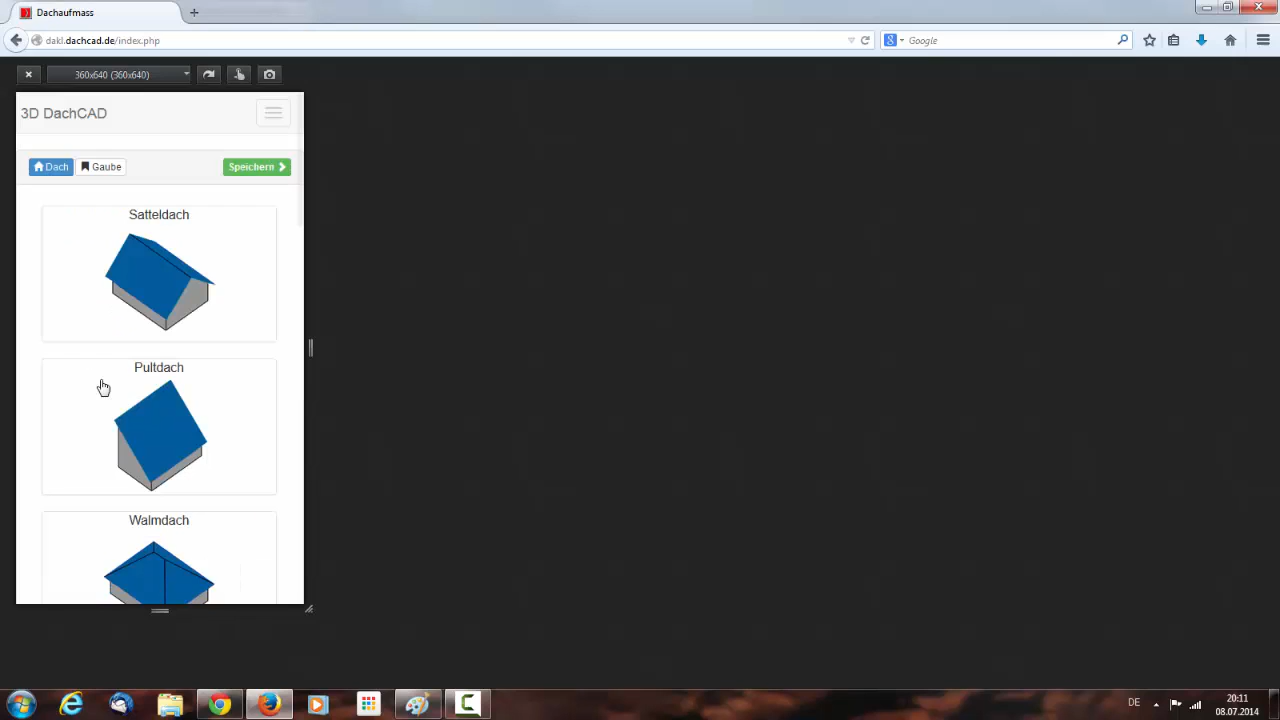 Dachaufmass
dakl.dachcad.de/index.php
Google
360x640 (360x640)
3D DachCAD
Dach
Gaube
Speichern
Satteldach
Pultdach
Walmdach
DE
20:11
08.07.2014